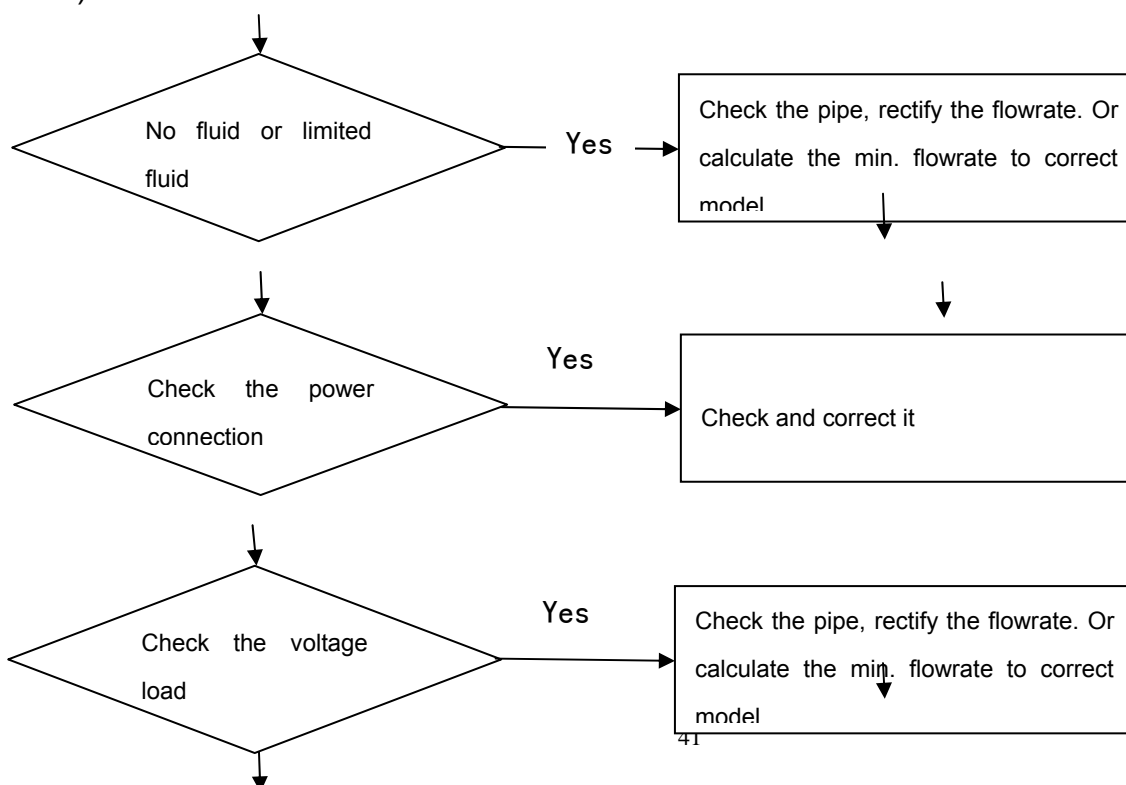 No fluid or limited
fluid
Yes
Check the pipe, rectify the flowrate. Or
calculate the min. flowrate to correct
model
Check the power
connection
Yes
Check and correct it
Check the voltage
load
Yes
Check the pipe, rectify the flowrate. Or
calculate the min. flowrate to correct
model
41